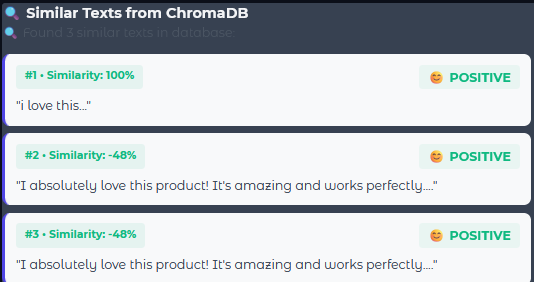 Similar Texts from ChromaDB
Found 3 similar texts in database
#1 • Similarity: 100%
POSITIVE
"i love this..."
#2 • Similarity: -48%
POSITIVE
"I absolutely love this product! It's amazing and works perfectly...."
#3 • Similarity: -48%
POSITIVE
"I absolutely love this product! It's amazing and works perfectly...."